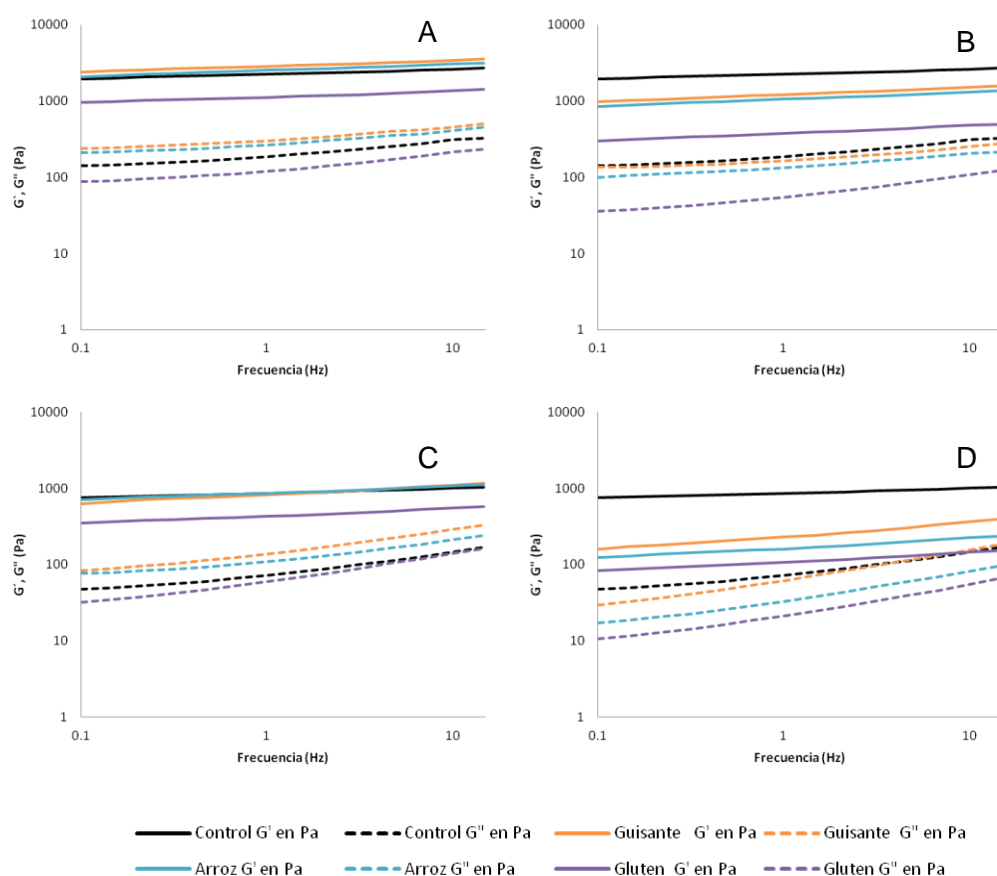 A
10000
1000
100
10
1
G´, G'' (Pa)
0.1 1 10
Frecuencia (Hz)
B
10000
1000
100
10
1
G´, G'' (Pa)
0.1 1 10
Frecuencia (Hz)
C
10000
1000
100
10
1
G´, G'' (Pa)
0.1 1 10
Frecuencia (Hz)
D
10000
1000
100
10
1
G´, G'' (Pa)
0.1 1 10
Frecuencia (Hz)
Control G' en Pa Control G'' en Pa Guisante G' en Pa Guisante G'' en Pa
Arroz G' en Pa Arroz G'' en Pa Gluten G' en Pa Gluten G'' en Pa